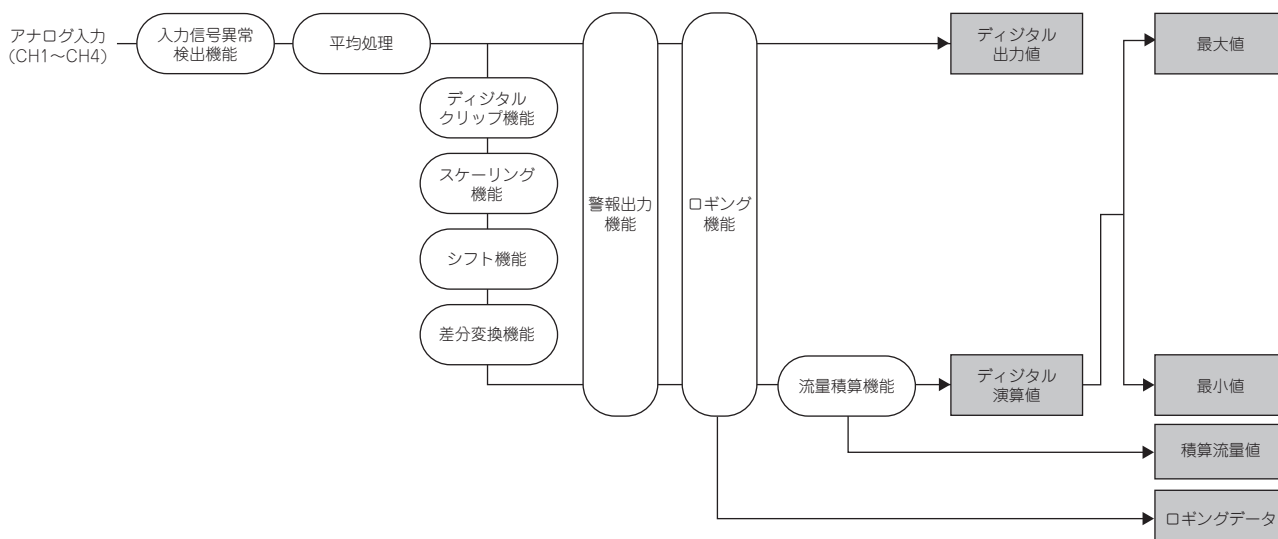 アナログ入力
（CH1～CH4）
入力信号異常
検出機能
平均処理
ディジタル
出力値
最大値
ディジタル
クリップ機能
スケーリング
機能
警報出力
機能
ロギング
機能
シフト機能
差分変換機能
流量積算機能
ディジタル
演算値
最小値
積算流量値
ロギングデータ